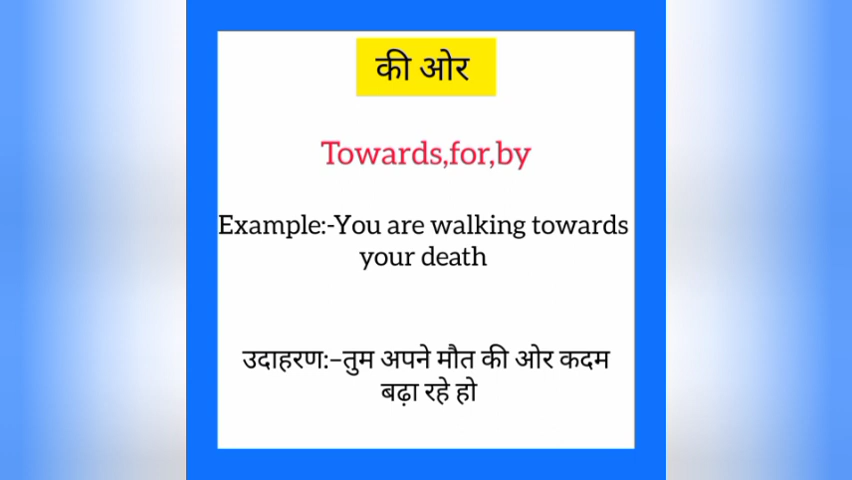 की ओर
Towards,for,by
Example:-You are walking towards
your death
उदाहरण:–तुम अपने मौत की ओर कदम
बढ़ा रहे हो